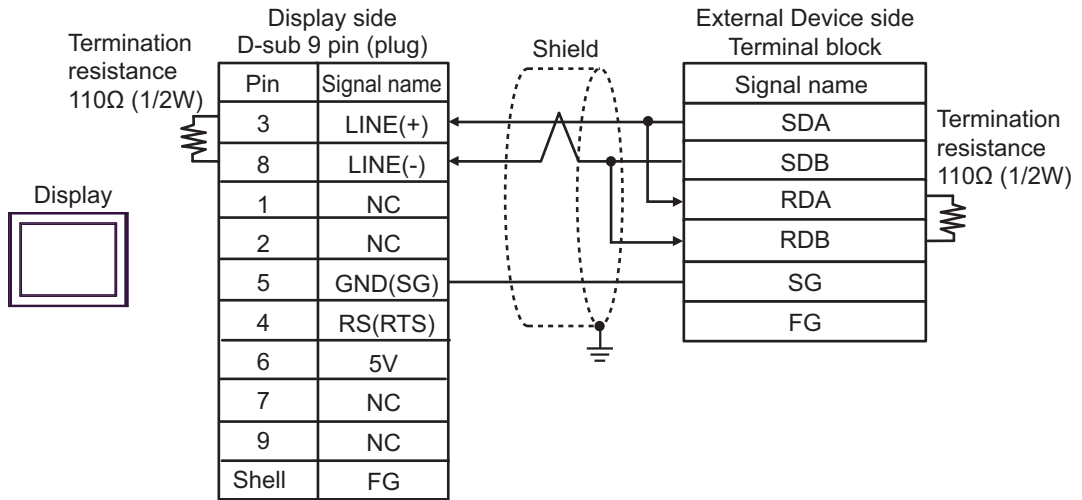 Display side
D-sub 9 pin (plug)
External Device side
Terminal block
Termination
resistance
110Ω (1/2W)
Shield
Pin Signal name
3 LINE(+)
8 LINE(-)
1 NC
2 NC
5 GND(SG)
4 RS(RTS)
6 5V
7 NC
9 NC
Shell FG
Signal name
SDA
SDB
RDA
RDB
SG
FG
Termination
resistance
110Ω (1/2W)
Display